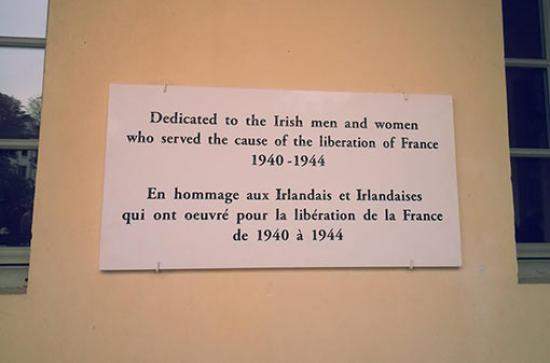 Dedicated to the Irish men and women
who served the cause of the liberation of France
1940-1944
En hommage aux Irlandais et Irlandaises
qui ont oeuvré pour la libération de la France
de 1940 à 1944